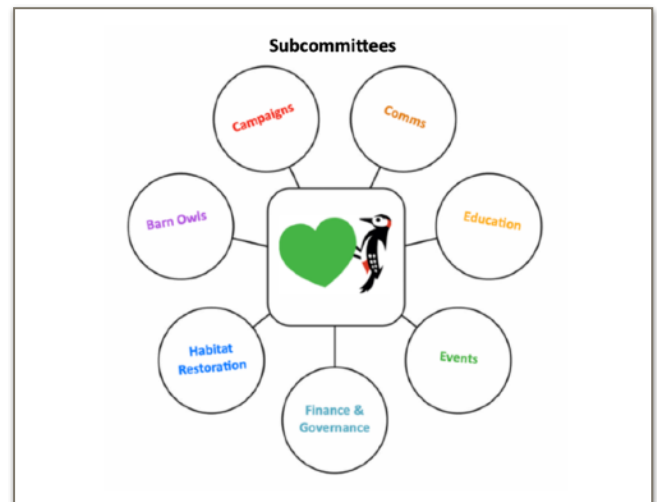 Subcommittees
Campaigns
Comms
Barn Owls
Education
Habitat
Restoration
Events
Finance &
Governance